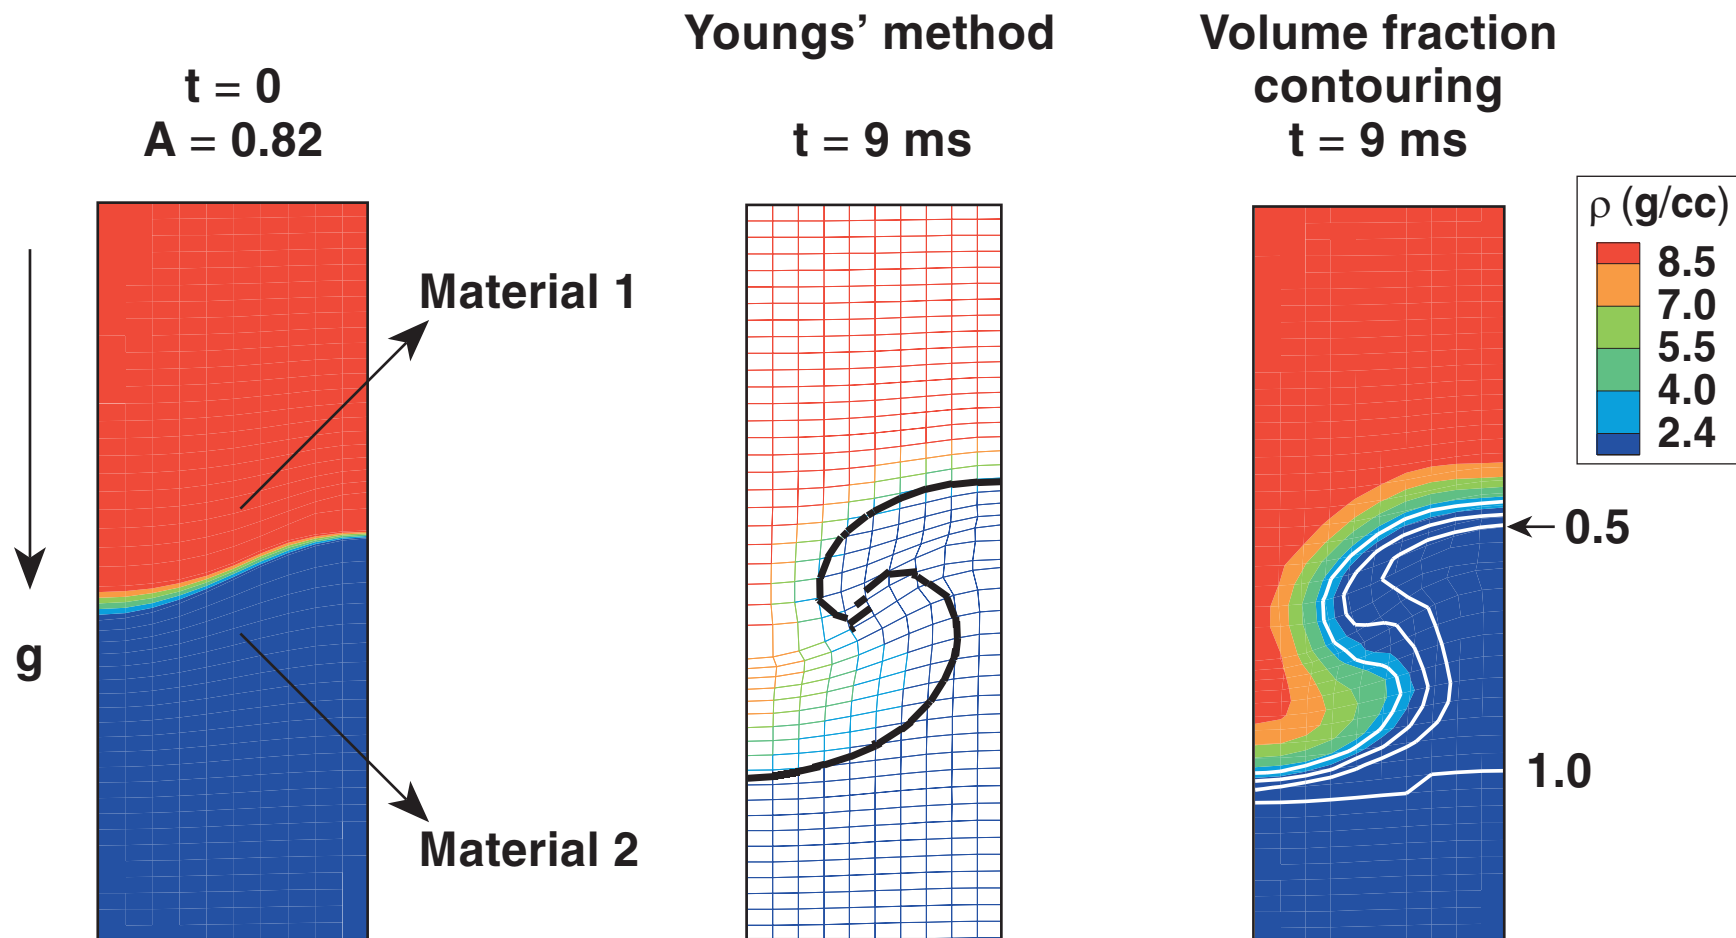 t = 0
A = 0.82
g
Material 1
Material 2
Youngs’ method
t = 9 ms
Volume fraction
contouring
t = 9 ms
0.5
1.0
ρ (g/cc)
8.5
7.0
5.5
4.0
2.4